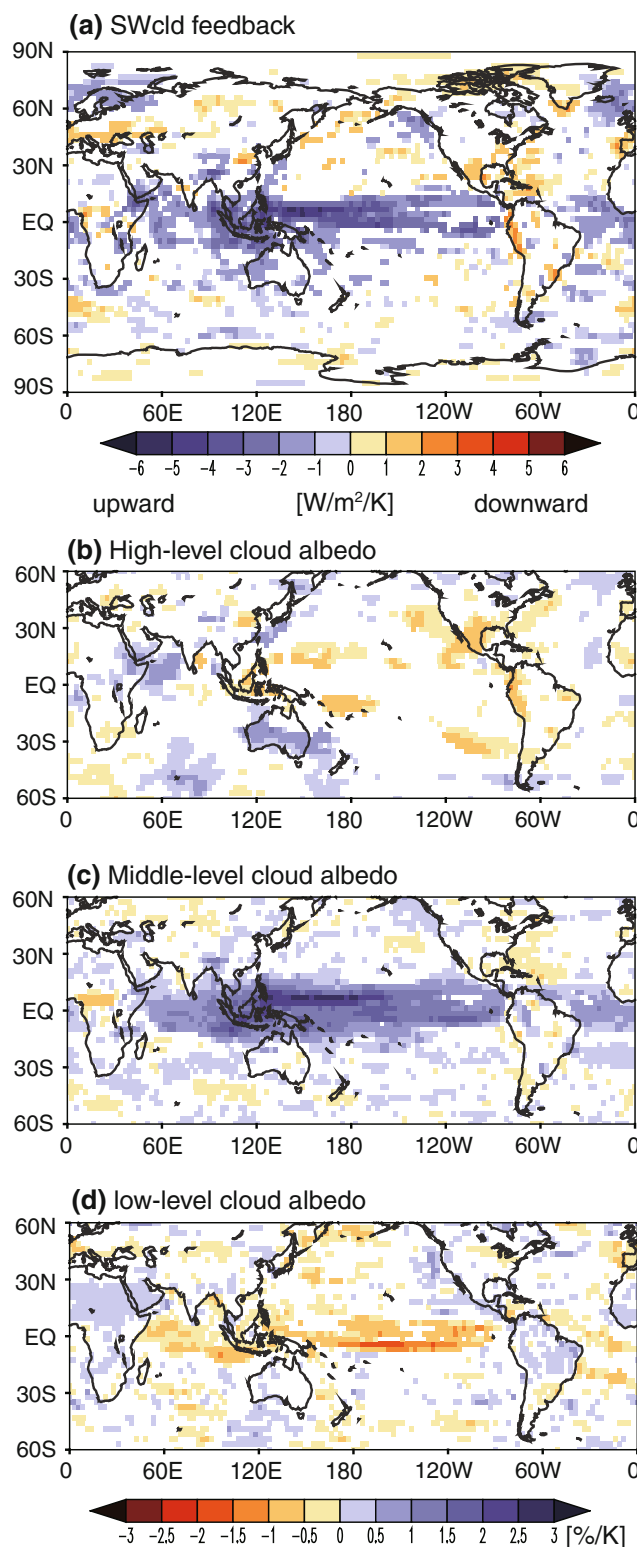 (a) SWcld feedback
90N
60N
30N
EQ
30S
60S
90S
0 60E 120E 180 120W 60W 0
-6 -5 -4 -3 -2 -1 0 1 2 3 4 5 6
upward [W/m²/K] downward
(b) High-level cloud albedo
60N
30N
EQ
30S
60S
0 60E 120E 180 120W 60W 0
(c) Middle-level cloud albedo
60N
30N
EQ
30S
60S
0 60E 120E 180 120W 60W 0
(d) low-level cloud albedo
60N
30N
EQ
30S
60S
0 60E 120E 180 120W 60W 0
-3 -2.5 -2 -1.5 -1 -0.5 0 0.5 1 1.5 2 2.5 3 [%/K]